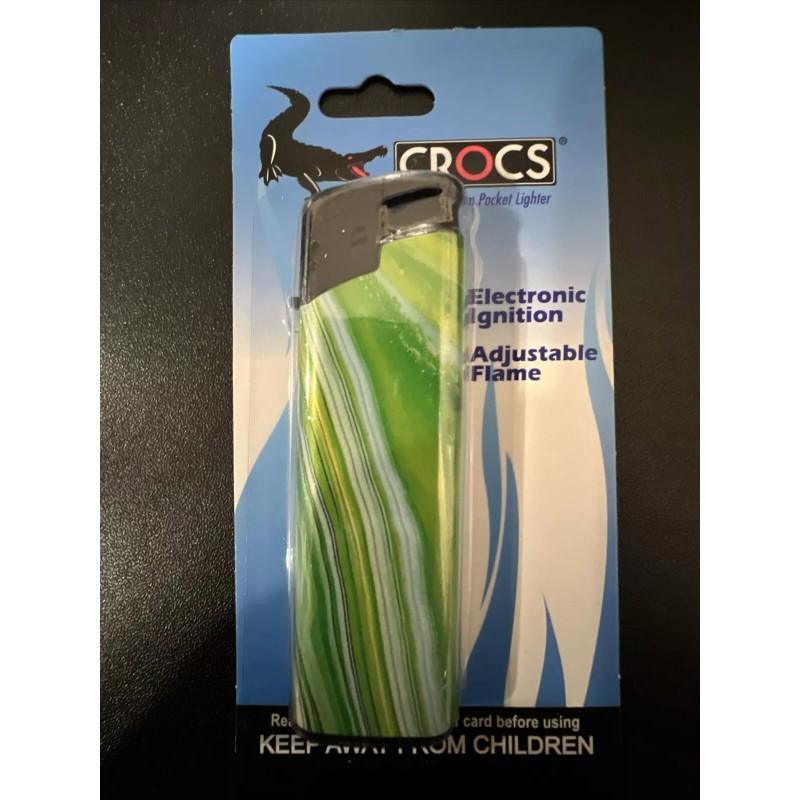 CROCS®
Pocket Lighter
Electronic
Ignition
Adjustable
Flame
card before using
KEEP AWAY FROM CHILDREN